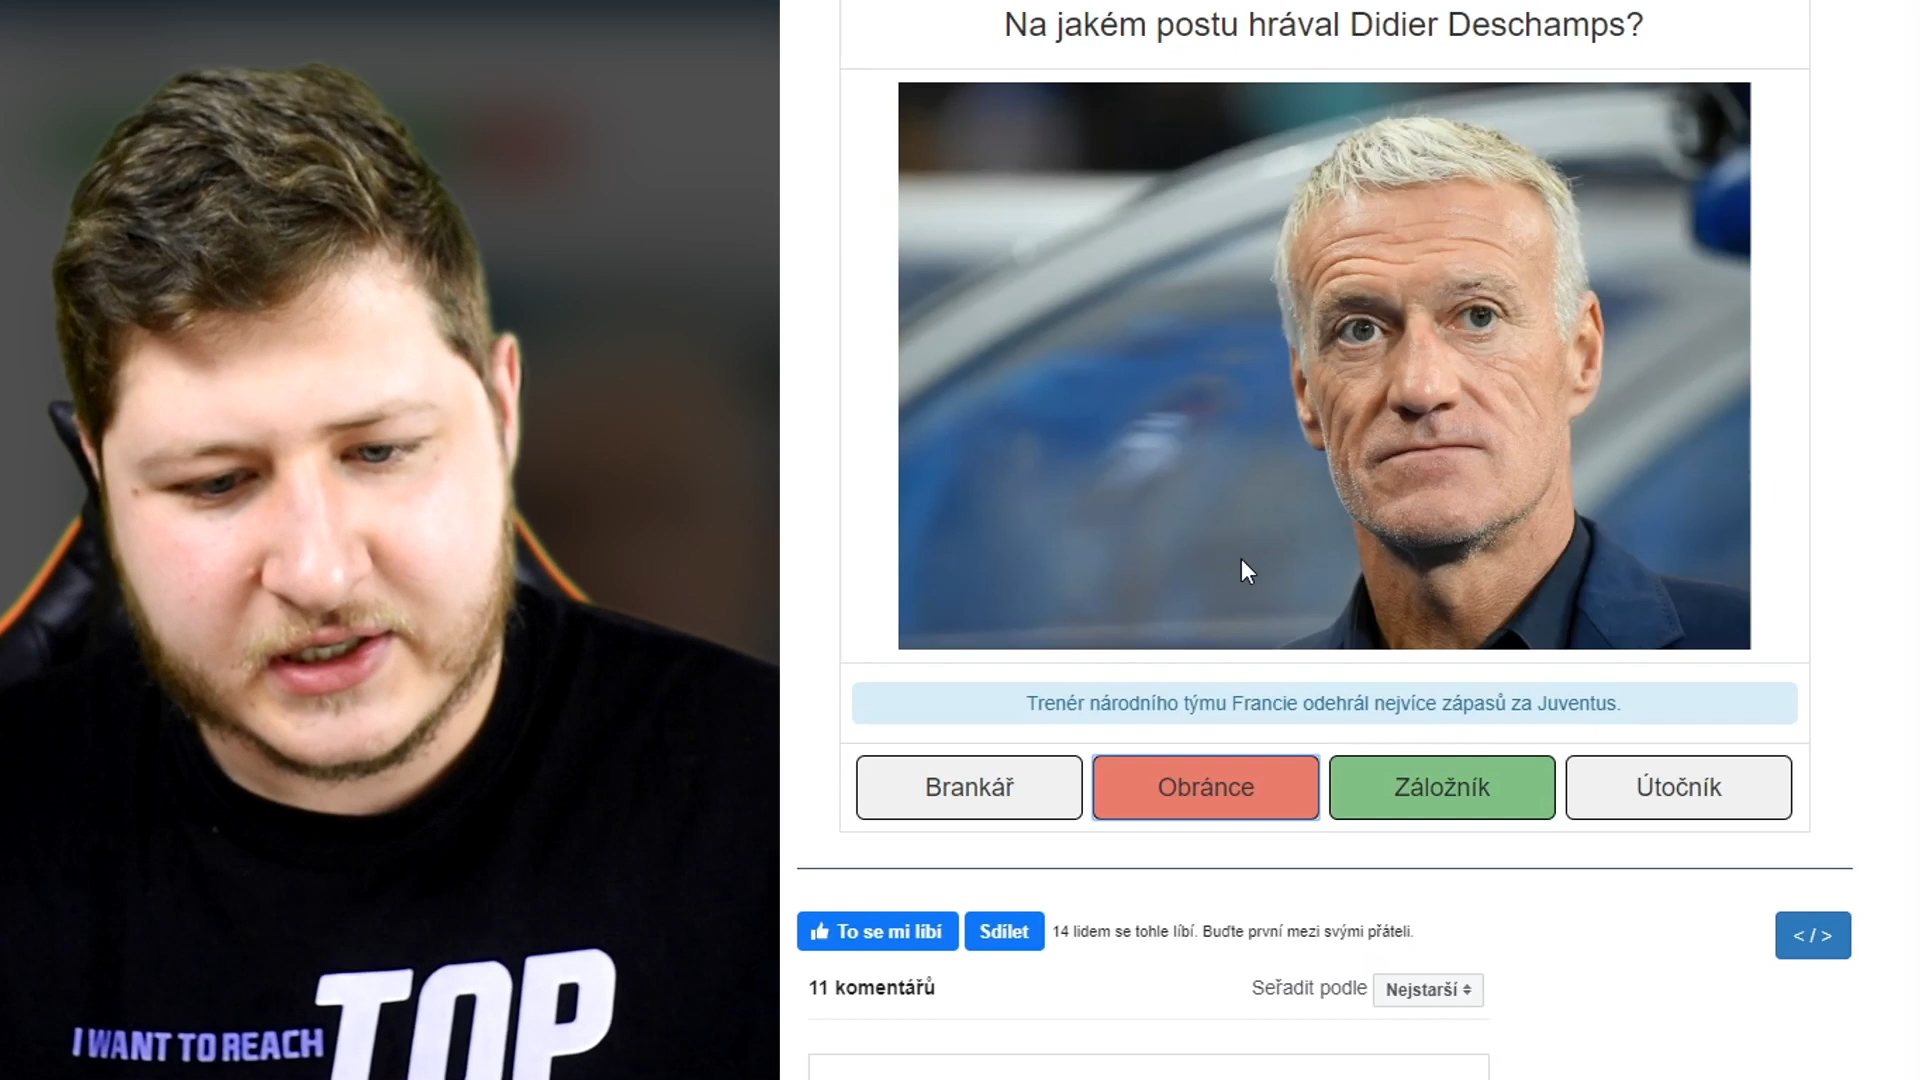 Na jakém postu hrával Didier Deschamps?
Trenér národního týmu Francie odehrál nejvíce zápasů za Juventus.
Brankář
Obránce
Záložník
Útočník
To se mi líbí
Sdílet
14 lidem se tohle líbí. Buďte první mezi svými přáteli.
< / >
11 komentářů
Seřadit podle
Nejstarší
I WANT TO REACH
TOP